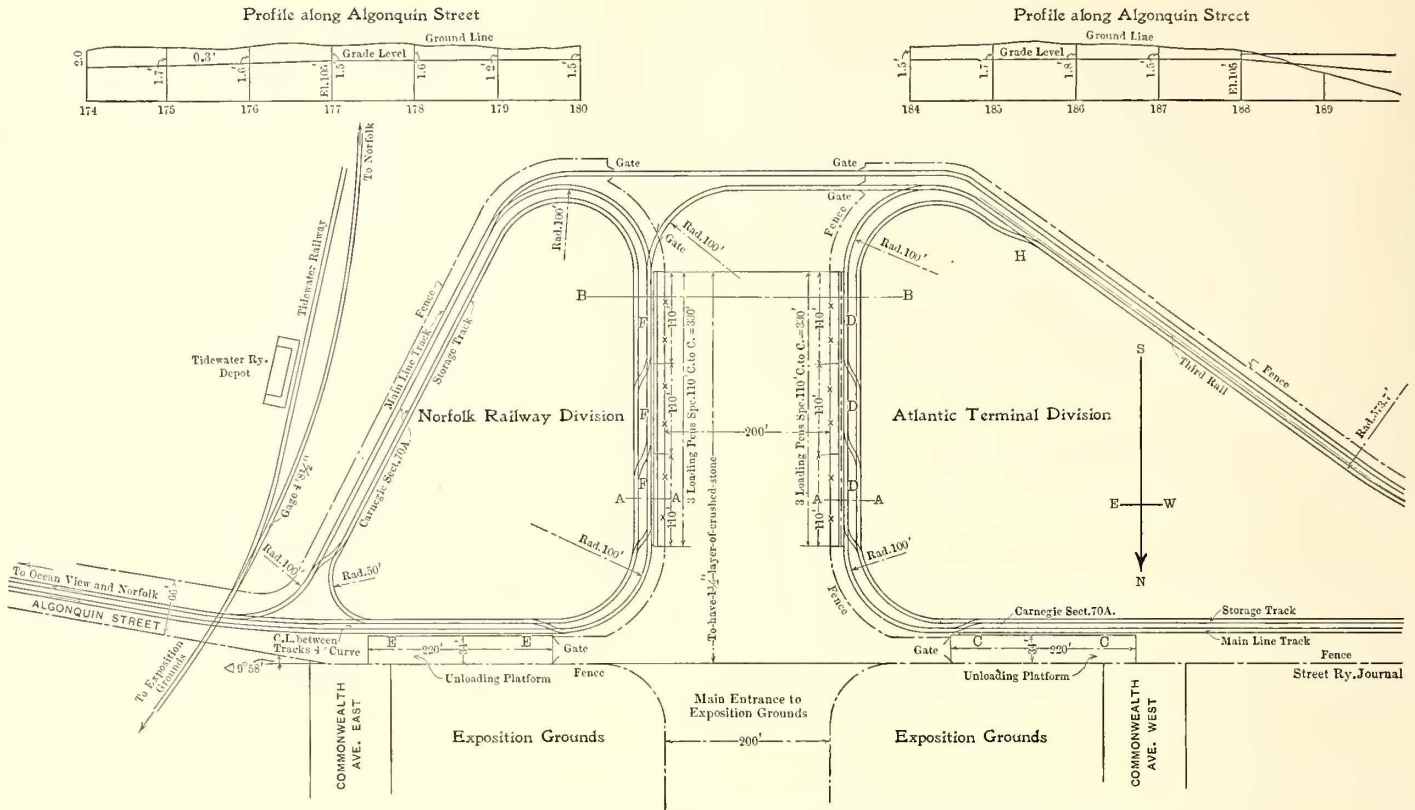 Profile along Algonquin Street
Ground Line
Grade Level
2.0
1.7'
0.3'
1.6'
El.105'
1.5'
1.6'
1.2'
1.5'
174
175
176
177
178
179
180
Profile along Algonquin Street
Ground Line
Grade Level
1.5'
1.7'
1.8'
1.5'
El.105'
184
185
186
187
188
189
To Norfolk
Tidewater Railway
Tidewater Ry.
Depot
Gage 4' 8½"
To Exposition
Grounds
To Ocean View and Norfolk
ALGONQUIN STREET
66'
9°58'
C.L. between
Tracks 4° Curve
Rad.100'
Rad.50'
Main Line Track
Fence
Storage Track
Carnegie Sect.70A.
Rad.100'
Gate
Gate
Gate
Rad.100'
Gate
Fence
Rad.100'
H
B
B
F
F
F
D
D
D
A
A
A
A
110'
110'
110'
3 Loading Pens Spc.110' C.to C.=330'
200'
To have 1½" layer of crushed stone
3 Loading Pens Spc.110' C.to C.=330'
110'
110'
110'
Norfolk Railway Division
Atlantic Terminal Division
Third Rail
Fence
Rad.573.7'
S
E
W
N
Rad.100'
Rad.100'
Fence
E
E
220'
34'
Unloading Platform
Gate
Fence
Carnegie Sect.70A.
Storage Track
Main Line Track
C
C
220'
34'
Gate
Unloading Platform
Fence
Street Ry. Journal
Main Entrance to
Exposition Grounds
200'
COMMONWEALTH
AVE. EAST
Exposition Grounds
Exposition Grounds
COMMONWEALTH
AVE. WEST